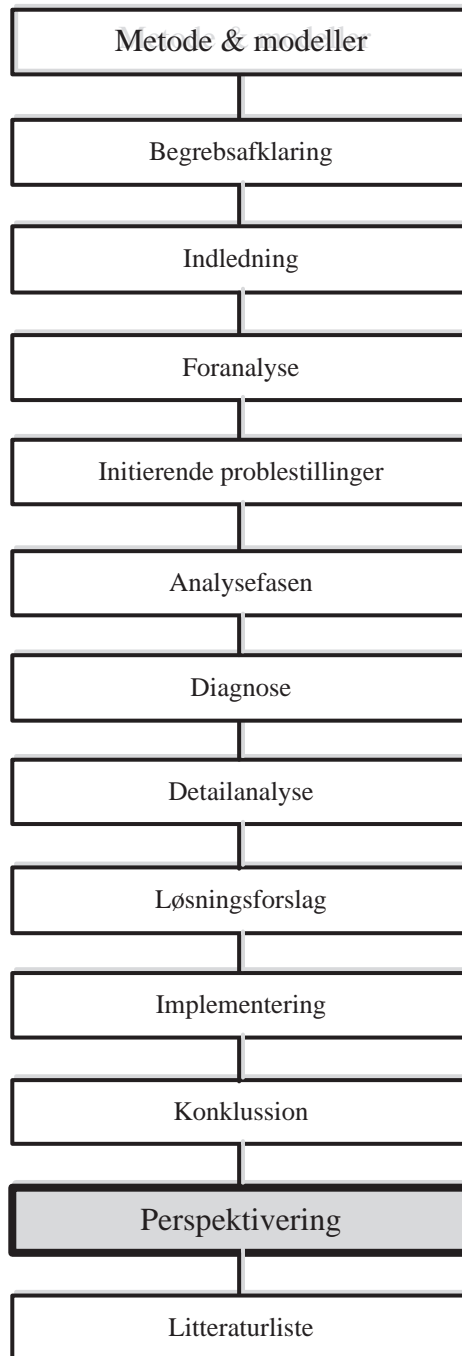 Metode & modeller
Begrebsafklaring
Indledning
Foranalyse
Initierende problestillinger
Analysefasen
Diagnose
Detailanalyse
Løsningsforslag
Implementering
Konklussion
Perspektivering
Litteraturliste